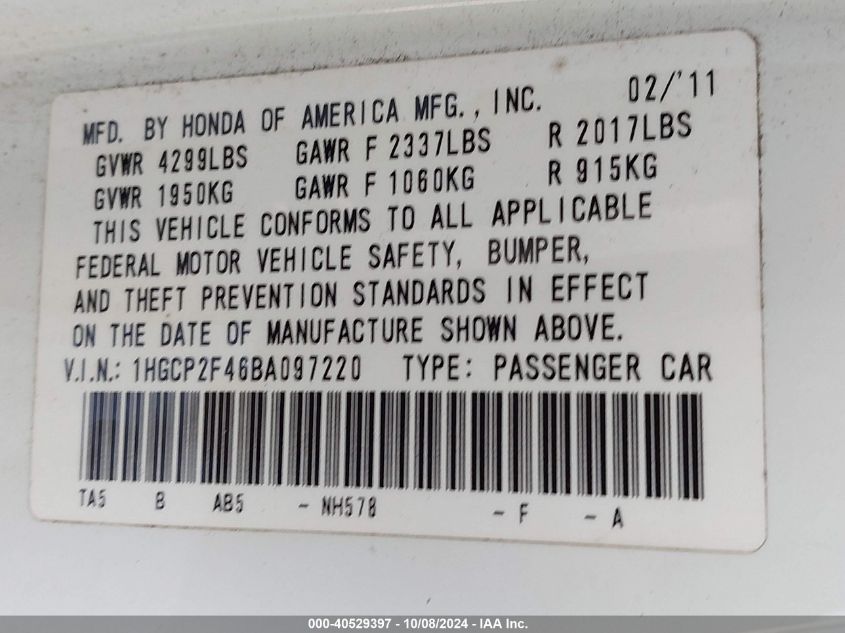 02/'11
MFD. BY HONDA OF AMERICA MFG., INC.
GVWR 4299LBS GAWR F 2337LBS R 2017LBS
GVWR 1950KG GAWR F 1060KG R 915KG
THIS VEHICLE CONFORMS TO ALL APPLICABLE
FEDERAL MOTOR VEHICLE SAFETY, BUMPER,
AND THEFT PREVENTION STANDARDS IN EFFECT
ON THE DATE OF MANUFACTURE SHOWN ABOVE.
V.I.N.: 1HGCP2F46BA097220 TYPE: PASSENGER CAR
TA5 B AB5 - NH578 - F - A
000-40529397 - 10/08/2024 - IAA Inc.